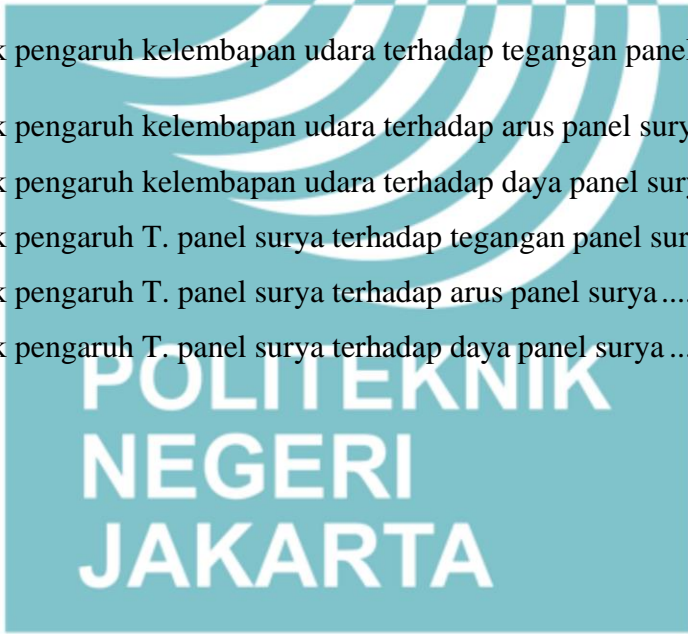 k pengaruh kelembapan udara terhadap tegangan panel
k pengaruh kelembapan udara terhadap arus panel sury
k pengaruh kelembapan udara terhadap daya panel sury
k pengaruh T. panel surya terhadap tegangan panel sur
k pengaruh T. panel surya terhadap arus panel surya....
k pengaruh T. panel surya terhadap daya panel surya...
POLITEKNIK
NEGERI
JAKARTA